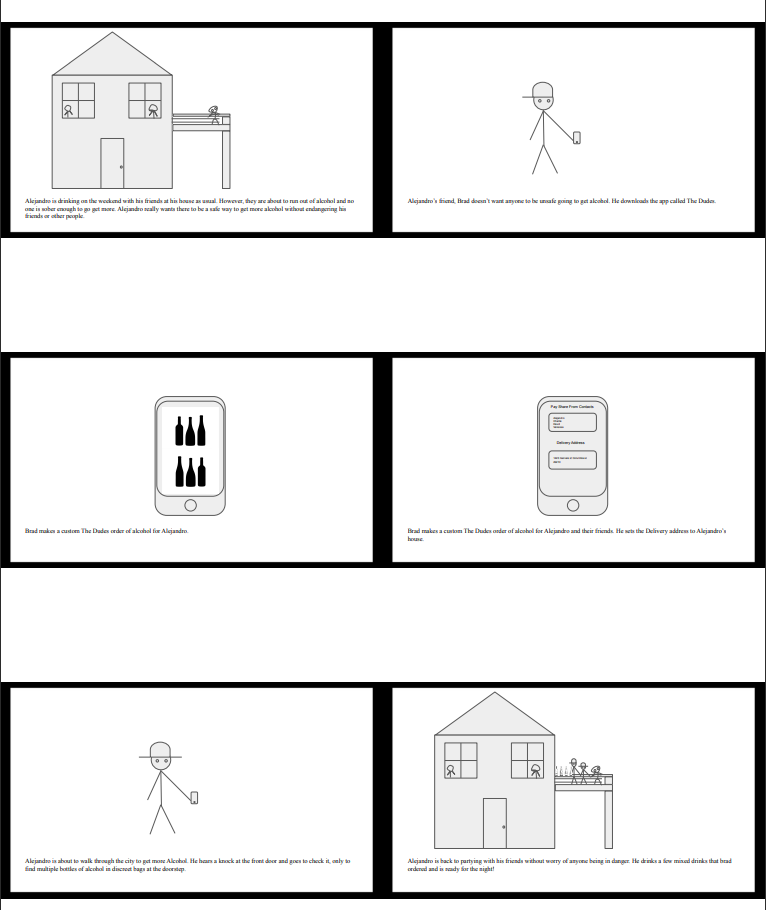 Alejandro is drinking on the weekend with his friends at his house as usual. However, they are about to run out of alcohol and no
one is sober enough to go get more. Alejandro really wants there to be a safe way to get more alcohol without endangering his
friends or other people.
Alejandro's friend, Brad doesn't want anyone to be unsafe going to get alcohol. He downloads the app called The Dudes.
Brad makes a custom The Dudes order of alcohol for Alejandro.
Pay Share From Contacts
Delivery Address
Brad makes a custom The Dudes order of alcohol for Alejandro and their friends. He sets the Delivery address to Alejandro's
house.
Alejandro is about to walk through the city to get more Alcohol. He hears a knock at the front door and goes to check it, only to
find multiple bottles of alcohol in discreet bags at the doorstep.
Alejandro is back to partying with his friends without worry of anyone being in danger. He drinks a few mixed drinks that brad
ordered and is ready for the night!